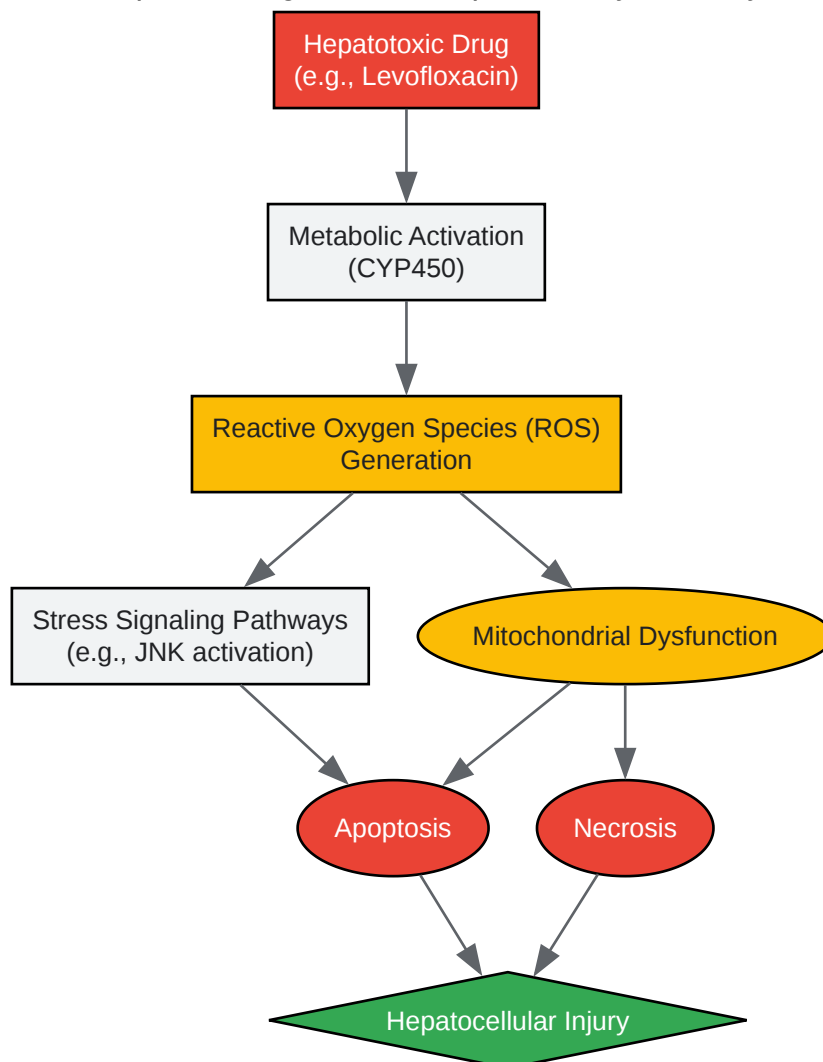 Hepatotoxic Drug
(e.g., Levofloxacin)
Metabolic Activation
(CYP450)
Reactive Oxygen Species (ROS)
Generation
Stress Signaling Pathways
(e.g., JNK activation)
Mitochondrial Dysfunction
Apoptosis
Necrosis
Hepatocellular Injury